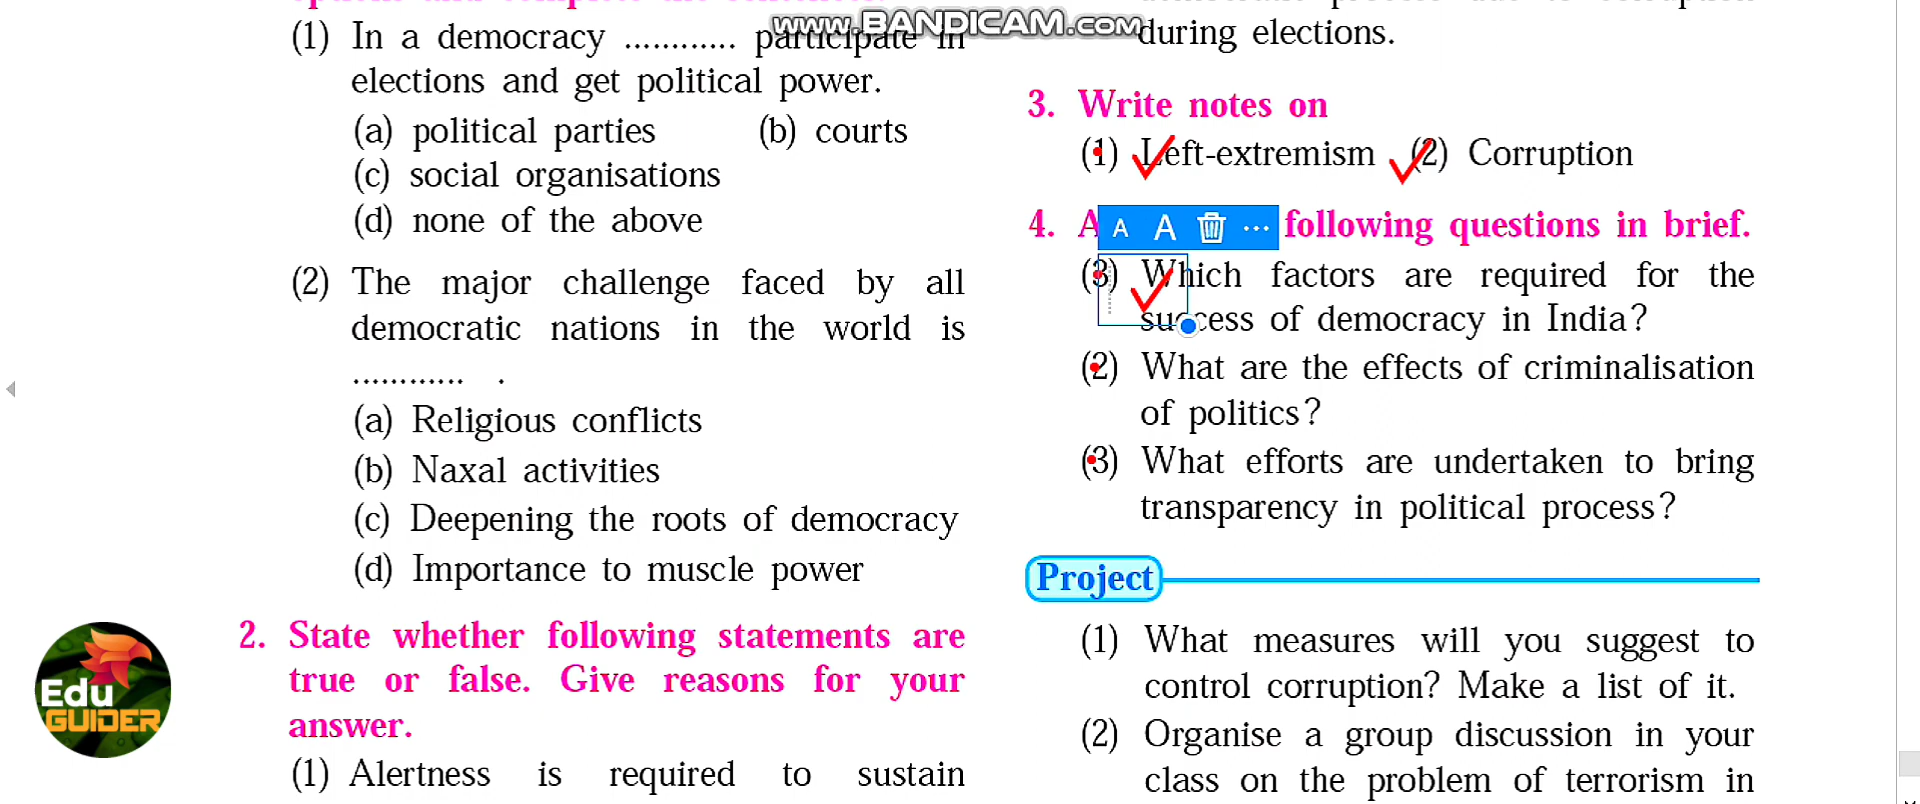 www.BANDICAM.com
(1) In a democracy ............ participate in
elections and get political power.
(a) political parties (b) courts
(c) social organisations
(d) none of the above
(2) The major challenge faced by all
democratic nations in the world is
............ .
(a) Religious conflicts
(b) Naxal activities
(c) Deepening the roots of democracy
(d) Importance to muscle power
2. State whether following statements are
true or false. Give reasons for your
answer.
(1) Alertness is required to sustain
Edu
GUIDER
during elections.
3. Write notes on
(1) Left-extremism (2) Corruption
4. A
A A ...
following questions in brief.
(3) Which factors are required for the
success of democracy in India?
(2) What are the effects of criminalisation
of politics?
(3) What efforts are undertaken to bring
transparency in political process?
Project
(1) What measures will you suggest to
control corruption? Make a list of it.
(2) Organise a group discussion in your
class on the problem of terrorism in